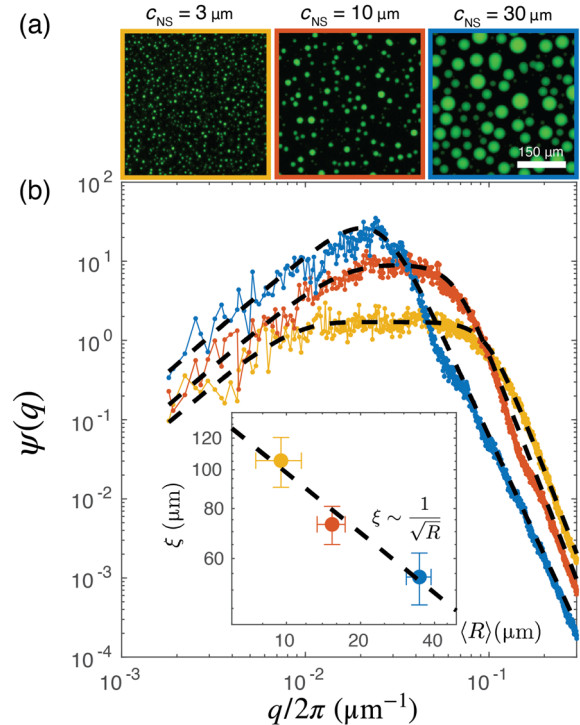 (a)
c_NS = 3 μm
c_NS = 10 μm
c_NS = 30 μm
150 μm
(b)
10^2
10^1
10^0
10^-1
10^-2
10^-3
10^-4
ψ(q)
10^-3
10^-2
10^-1
q/2π (μm^-1)
120
100
80
60
ξ (μm)
ξ ~ 1/√R
10
20
40
⟨R⟩(μm)